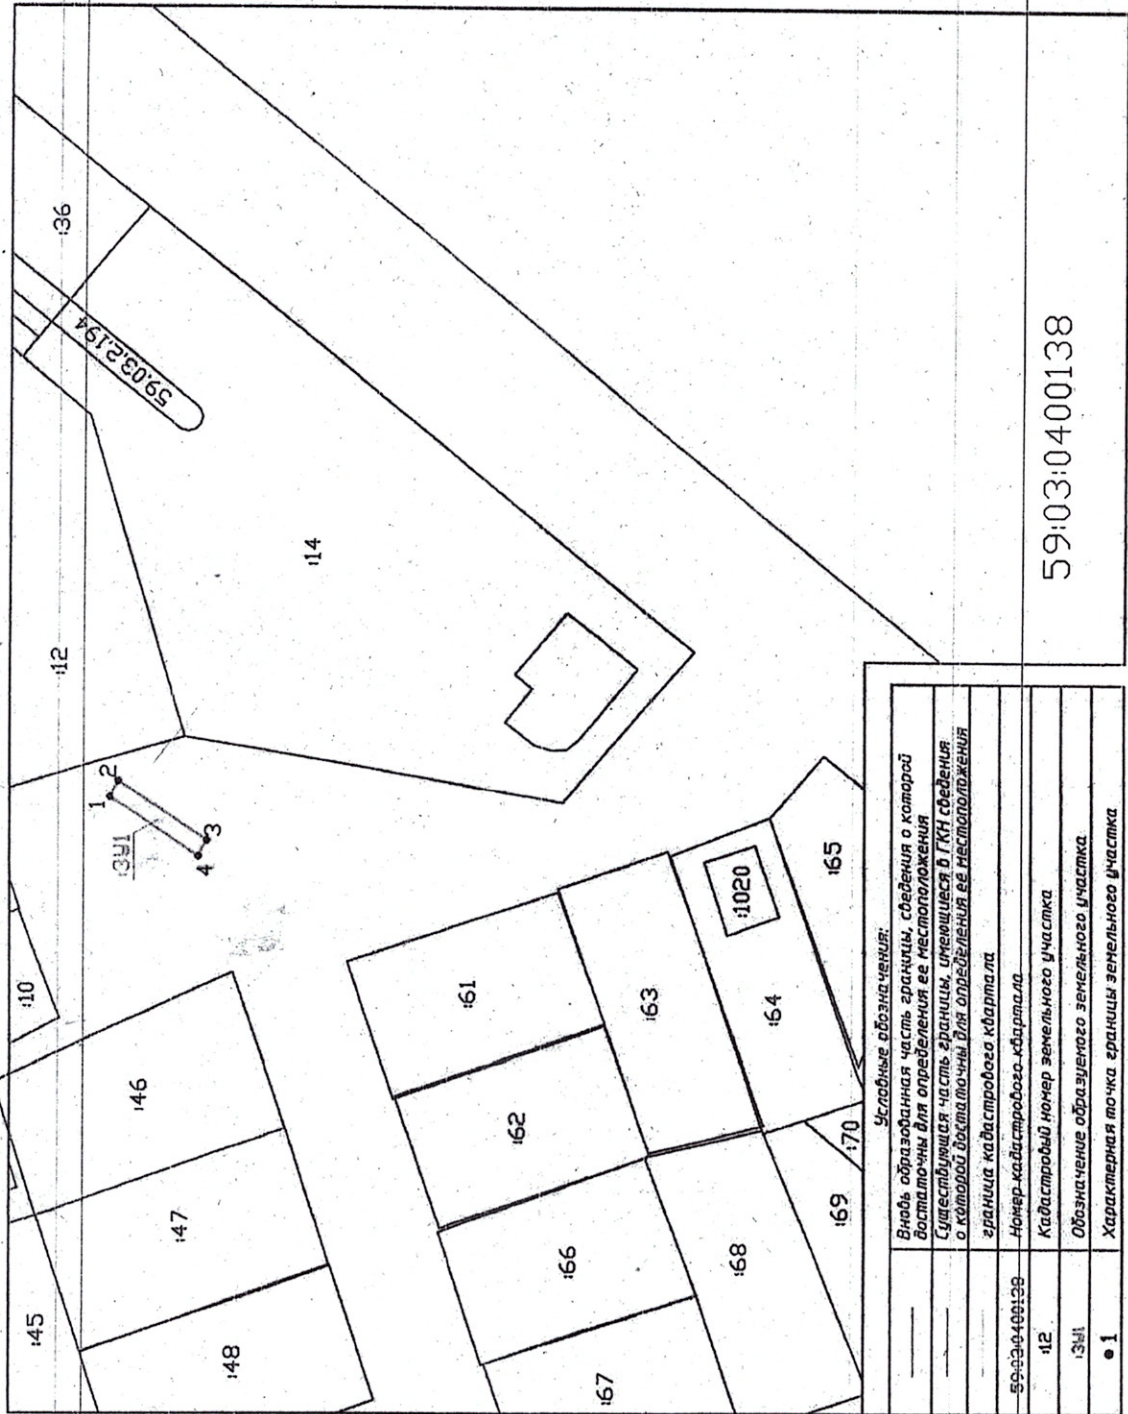 :36
59.03.2.194
:12
:14
1
2
:ЗУ1
3
4
:10
:46
:45
:47
:48
:61
:62
:63
:1020
:65
:64
:66
:67
:68
:70
:69
59:03:0400138
Условные обозначения:
Вновь образованная часть границы, сведения о которой
достаточны для определения ее местоположения
Существующая часть границы, имеющиеся в ГКН сведения
о которой достаточны для определения ее местоположения
граница кадастрового квартала
59:03:0400138 Номер кадастрового квартала
:12 Кадастровый номер земельного участка
:ЗУ1 Обозначение образуемого земельного участка
1 Характерная точка границы земельного участка